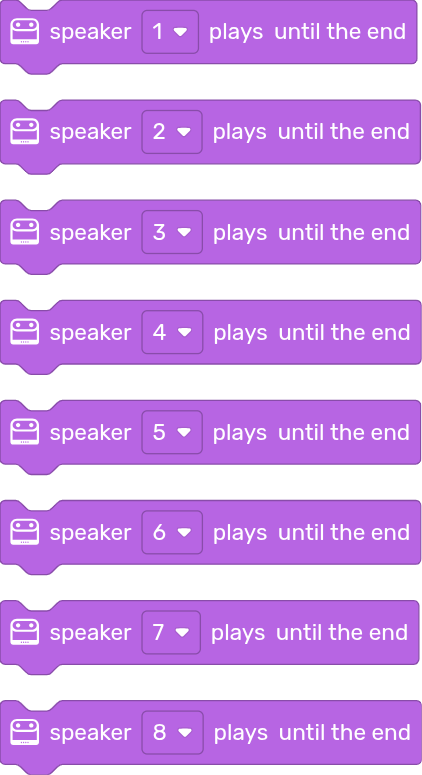 speaker 1 plays until the end
speaker 2 plays until the end
speaker 3 plays until the end
speaker 4 plays until the end
speaker 5 plays until the end
speaker 6 plays until the end
speaker 7 plays until the end
speaker 8 plays until the end